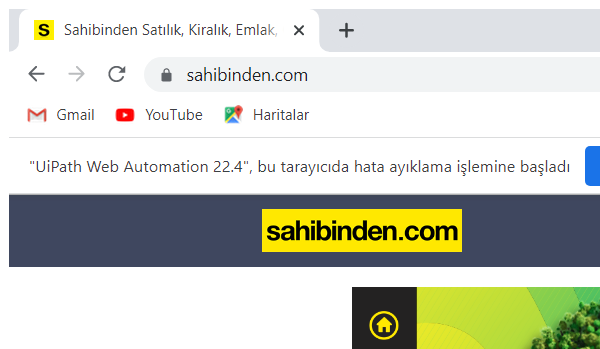 S Sahibinden Satılık, Kiralık, Emlak,
sahibinden.com
Gmail YouTube Haritalar
"UiPath Web Automation 22.4", bu tarayıcıda hata ayıklama işlemine başladı
sahibinden.com